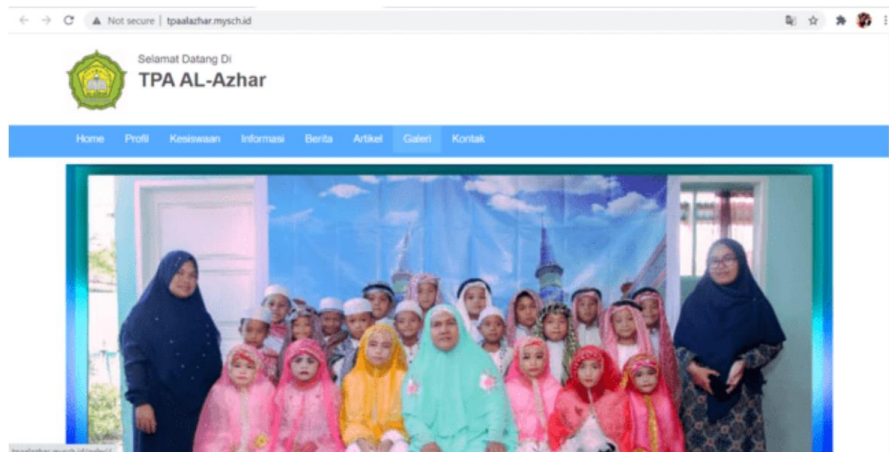 Not secure | tpaalazhar.mysch.id
Selamat Datang Di
TPA AL-Azhar
Home Profil Kesiswaan Informasi Berita Artikel Galeri Kontak